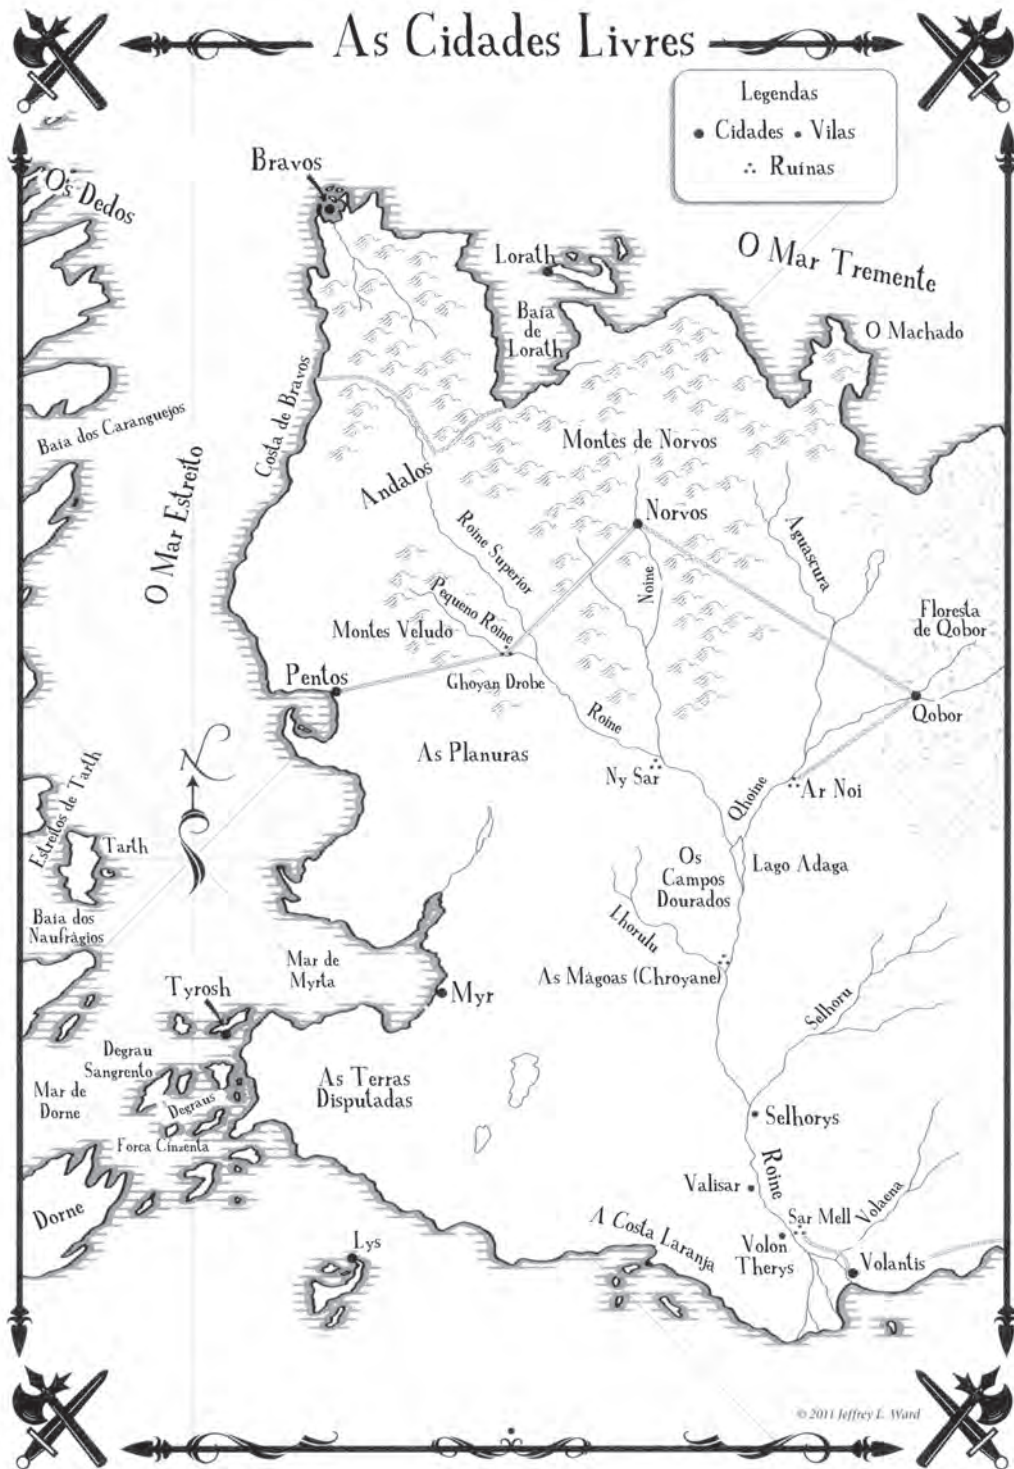 As Cidades Livres
Legendas
Cidades
Vilas
Ruínas
Bravos
Os Dedos
Lorath
O Mar Tremente
Baía
de
Lorath
O Machado
Costa de Bravos
Baía dos Caranguejos
Montes de Norvos
Andalos
O Mar Estreito
Norvos
Roine Superior
Aguascura
Noine
Pequeno Roine
Floresta
de Qobor
Montes Veludo
Pentos
Ghoyan Drobe
Qobor
Roine
As Planuras
Ny Sar
Ar Noi
Qhoine
Estreitos de Tarth
Tarth
Os
Campos
Dourados
Lago Adaga
Baía dos
Naufrágios
Lhorulu
Mar de
Myrta
As Mágoas (Chroyane)
Tyrosh
Myr
Selhoru
Degrau
Sangrento
Mar de
Dorne
Degraus
As Terras
Disputadas
Selhorys
Forca Cinzenta
Roine
Valisar
Dorne
Sar Mell
Volaena
A Costa Laranja
Volon
Therys
Lys
Volantis
© 2011 Jeffrey L. Ward
N